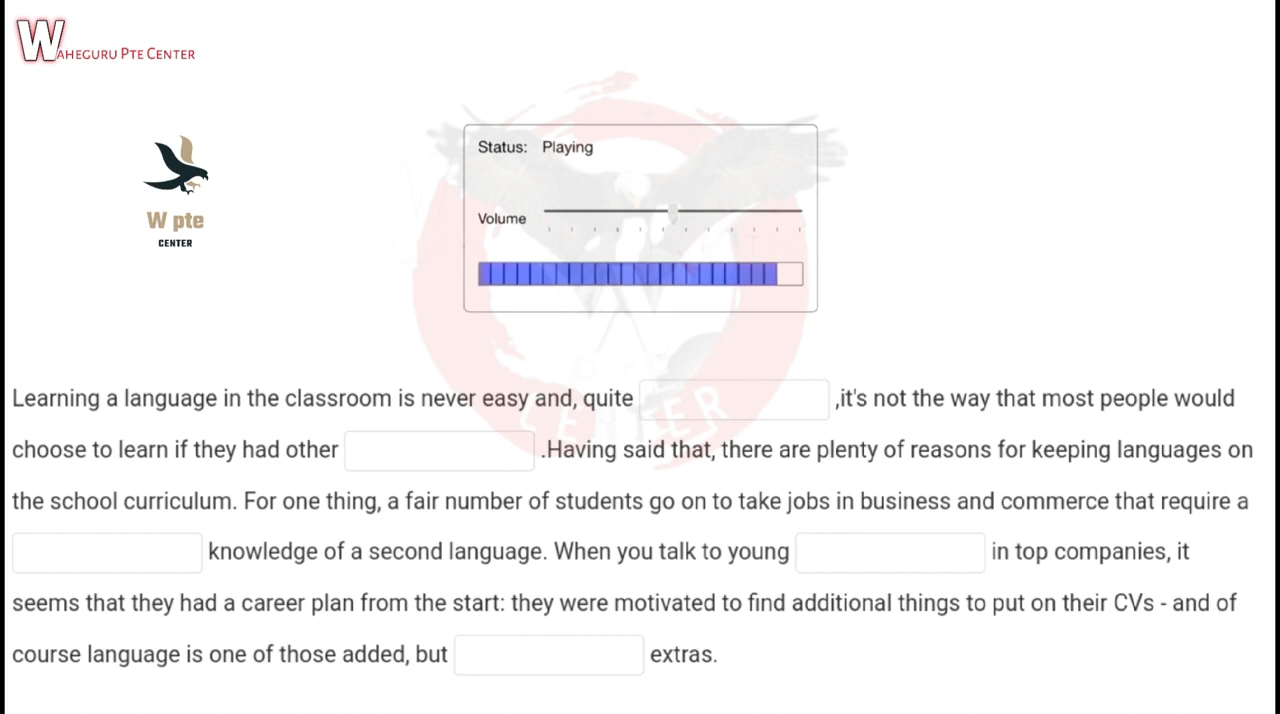 WAHEGURU PTE CENTER
Status: Playing
W pte
CENTER
Volume
Learning a language in the classroom is never easy and, quite ,it's not the way that most people would
choose to learn if they had other .Having said that, there are plenty of reasons for keeping languages on
the school curriculum. For one thing, a fair number of students go on to take jobs in business and commerce that require a
knowledge of a second language. When you talk to young in top companies, it
seems that they had a career plan from the start: they were motivated to find additional things to put on their CVs - and of
course language is one of those added, but extras.